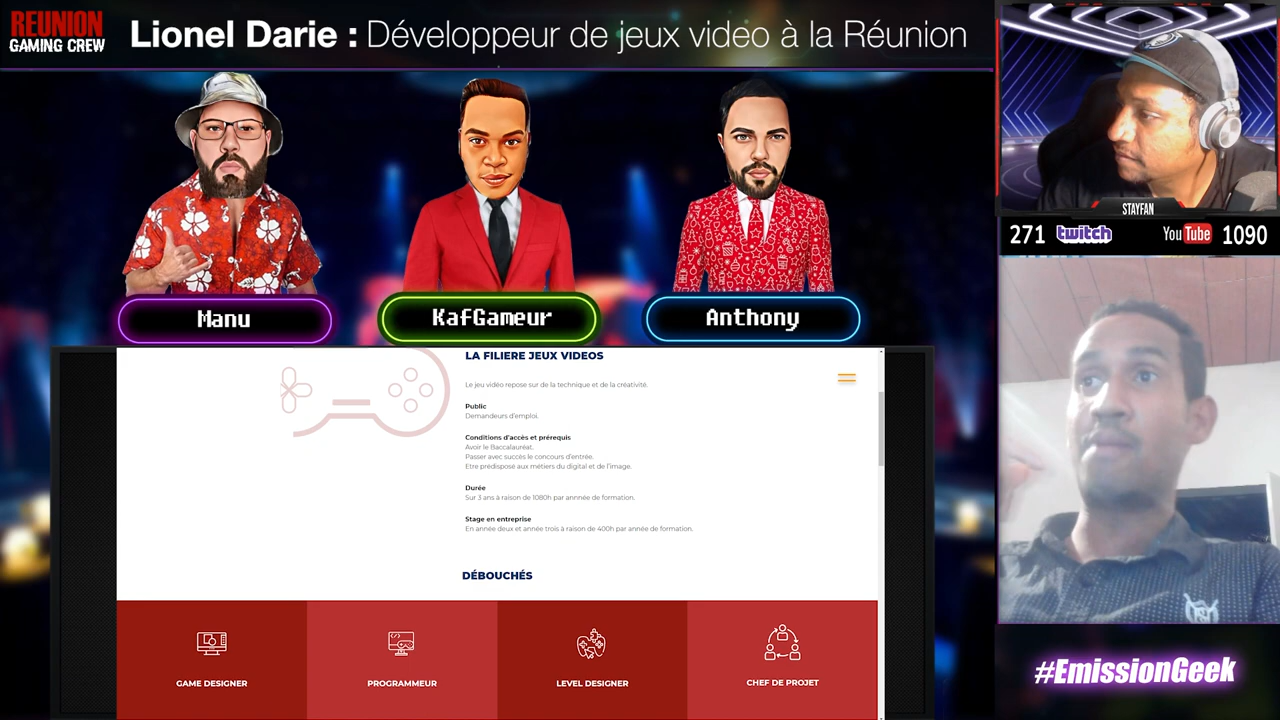 REUNION
GAMING CREW
Lionel Darie : Développeur de jeux video à la Réunion
STAYFAN
271 twitch YouTube 1090
Manu
KafGameur
Anthony
LA FILIERE JEUX VIDEOS
Le jeu vidéo repose sur de la technique et de la créativité.
Public
Demandeurs d'emploi.
Conditions d'accès et prérequis
Avoir le Baccalauréat.
Passer avec succès le concours d'entrée.
Etre prédisposé aux métiers du digital et de l'image.
Durée
Sur 3 ans à raison de 1080h par annnée de formation.
Stage en entreprise
En année deux et année trois à raison de 400h par année de formation.
DÉBOUCHÉS
GAME DESIGNER
PROGRAMMEUR
LEVEL DESIGNER
CHEF DE PROJET
#EmissionGeek